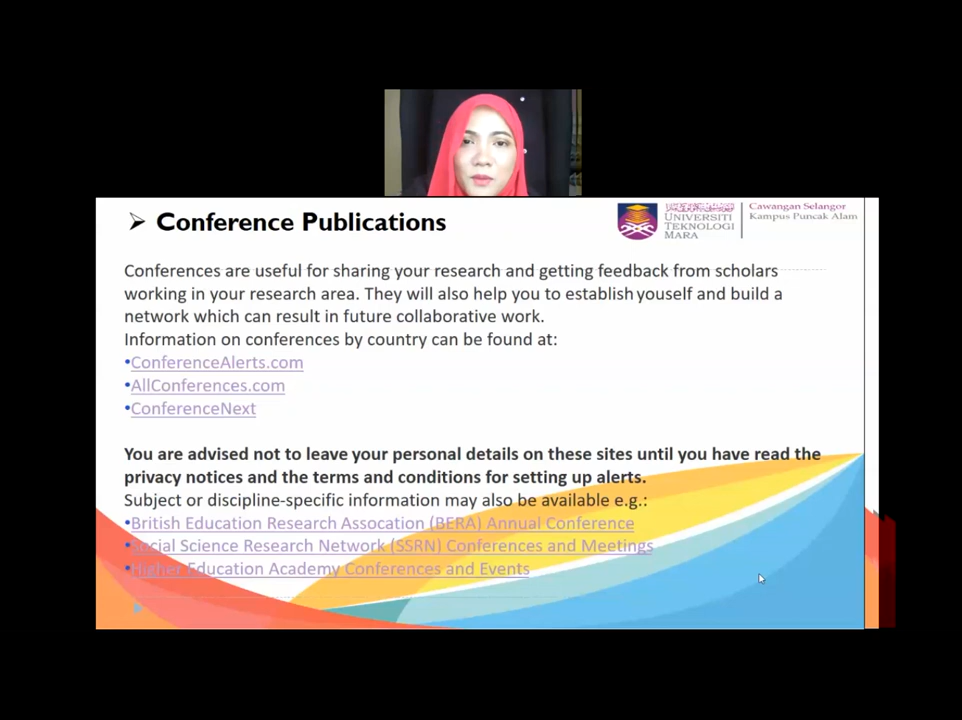 ➢ Conference Publications
UNIVERSITI
TEKNOLOGI
MARA
Cawangan Selangor
Kampus Puncak Alam
Conferences are useful for sharing your research and getting feedback from scholars
working in your research area. They will also help you to establish youself and build a
network which can result in future collaborative work.
Information on conferences by country can be found at:
•ConferenceAlerts.com
•AllConferences.com
•ConferenceNext
You are advised not to leave your personal details on these sites until you have read the
privacy notices and the terms and conditions for setting up alerts.
Subject or discipline-specific information may also be available e.g.:
•British Education Research Assocation (BERA) Annual Conference
•Social Science Research Network (SSRN) Conferences and Meetings
•Higher Education Academy Conferences and Events